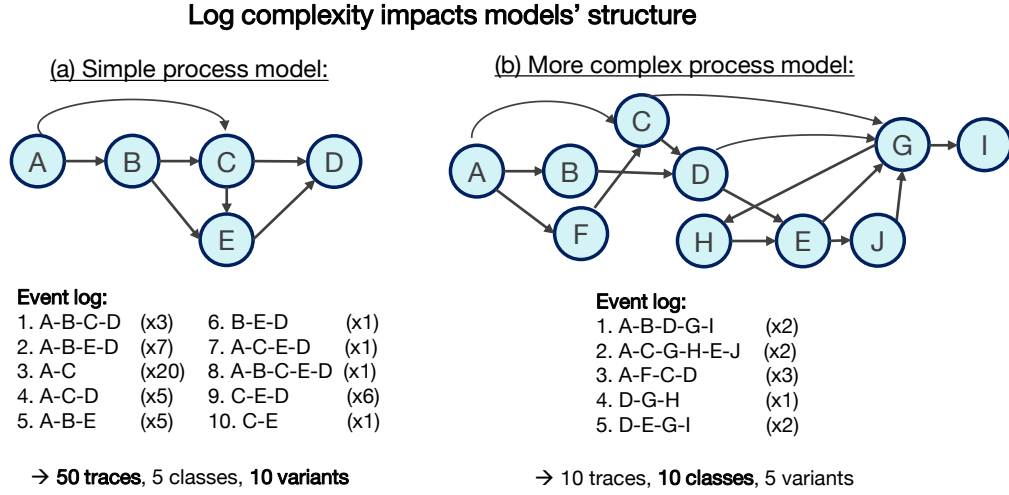 Log complexity impacts models' structure
(a) Simple process model:
A
B
C
D
E
Event log:
1. A-B-C-D (x3)
2. A-B-E-D (x7)
3. A-C (x20)
4. A-C-D (x5)
5. A-B-E (x5)
6. B-E-D (x1)
7. A-C-E-D (x1)
8. A-B-C-E-D (x1)
9. C-E-D (x6)
10. C-E (x1)
→ 50 traces, 5 classes, 10 variants
(b) More complex process model:
A
B
F
C
D
H
E
J
G
I
Event log:
1. A-B-D-G-I (x2)
2. A-C-G-H-E-J (x2)
3. A-F-C-D (x3)
4. D-G-H (x1)
5. D-E-G-I (x2)
→ 10 traces, 10 classes, 5 variants